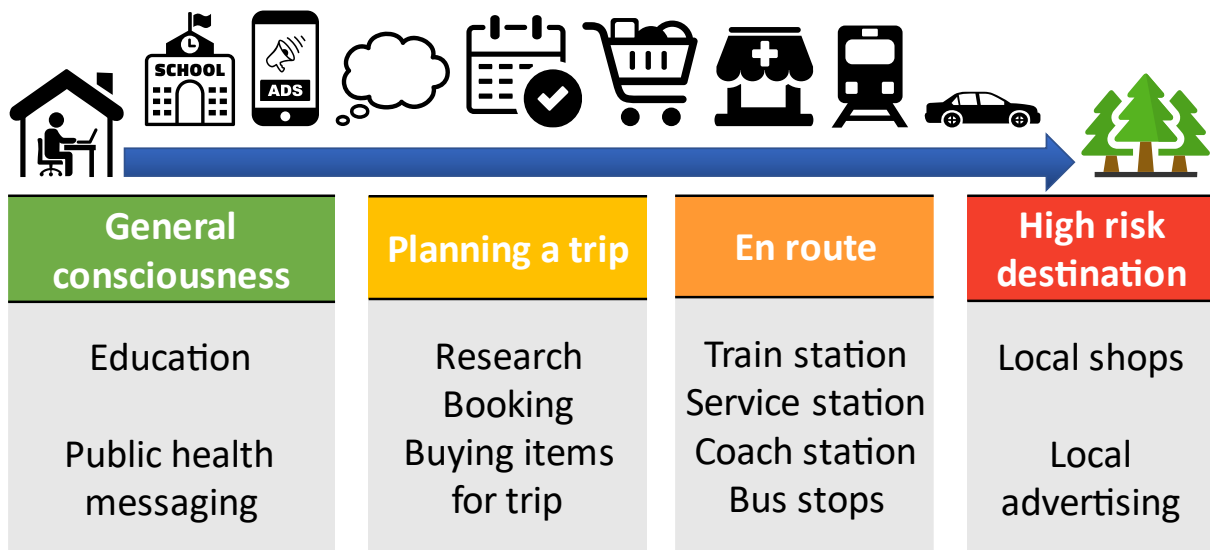 SCHOOL
ADS
General
consciousness
Planning a trip
En route
High risk
destination
Education
Public health
messaging
Research
Booking
Buying items
for trip
Train station
Service station
Coach station
Bus stops
Local shops
Local
advertising